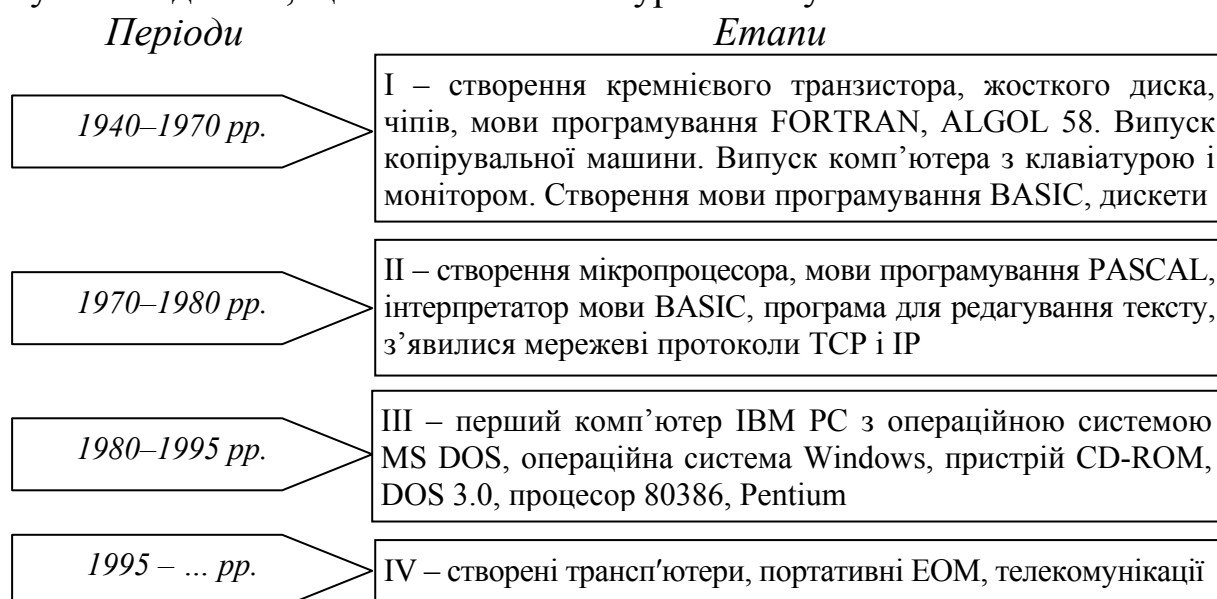 Періоди Етапи
1940–1970 рр.
І – створення кремнієвого транзистора, жосткого диска,
чіпів, мови програмування FORTRAN, ALGOL 58. Випуск
копірувальної машини. Випуск комп’ютера з клавіатурою і
монітором. Створення мови програмування BASIC, дискети
1970–1980 рр.
ІІ – створення мікропроцесора, мови програмування PASCAL,
інтерпретатор мови BASIC, програма для редагування тексту,
з’явилися мережеві протоколи TCP і IP
1980–1995 рр.
ІІІ – перший комп’ютер IBM PC з операційною системою
MS DOS, операційна система Windows, пристрій CD-ROM,
DOS 3.0, процесор 80386, Pentium
1995 – ... рр.
IV – створені трансп'ютери, портативні ЕОМ, телекомунікації